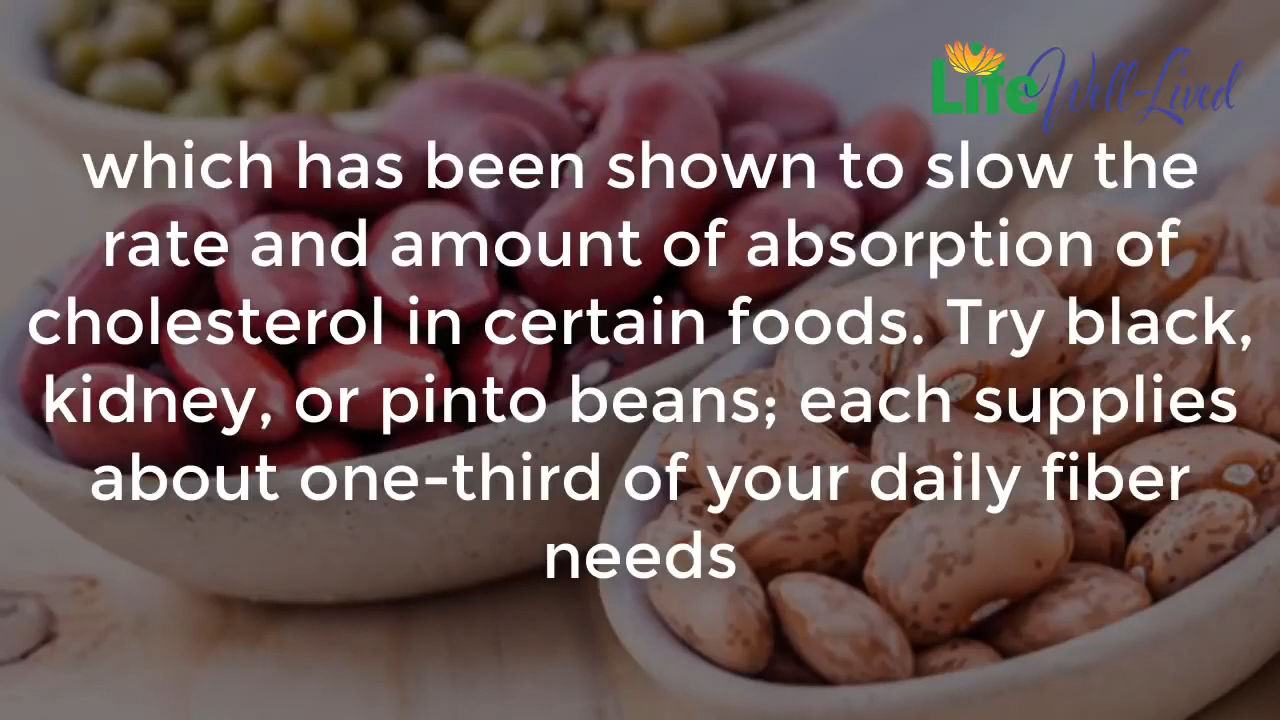 Life Well-Lived
which has been shown to slow the
rate and amount of absorption of
cholesterol in certain foods. Try black,
kidney, or pinto beans; each supplies
about one-third of your daily fiber
needs